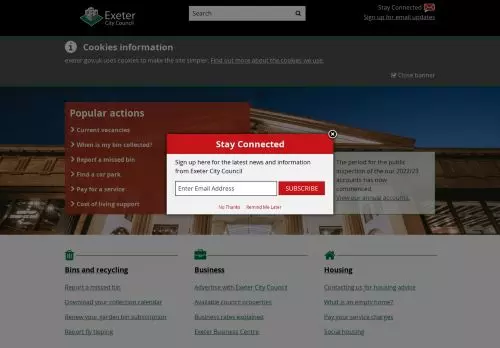 Exeter
City Council
Search
Stay Connected
Sign up for email updates
Cookies information
exeter.gov.uk uses cookies to make the site simpler. Find out more about the cookies we use.
Close banner
Popular actions
Current vacancies
When is my bin collected?
Report a missed bin
Find a car park
Pay for a service
Cost of living support
Stay Connected
Sign up here for the latest news and information
from Exeter City Council
Enter Email Address
SUBSCRIBE
No Thanks
Remind Me Later
The period for the public
inspection of the our 2022/23
accounts has now
commenced.
View our annual accounts.
Bins and recycling
Report a missed bin
Download your collection calendar
Renew your garden bin subscription
Report fly tipping
Business
Advertise with Exeter City Council
Available council properties
Business rates explained
Exeter Business Centre
Housing
Contacting us for housing advice
What is an empty home?
Pay your service charges
Social housing